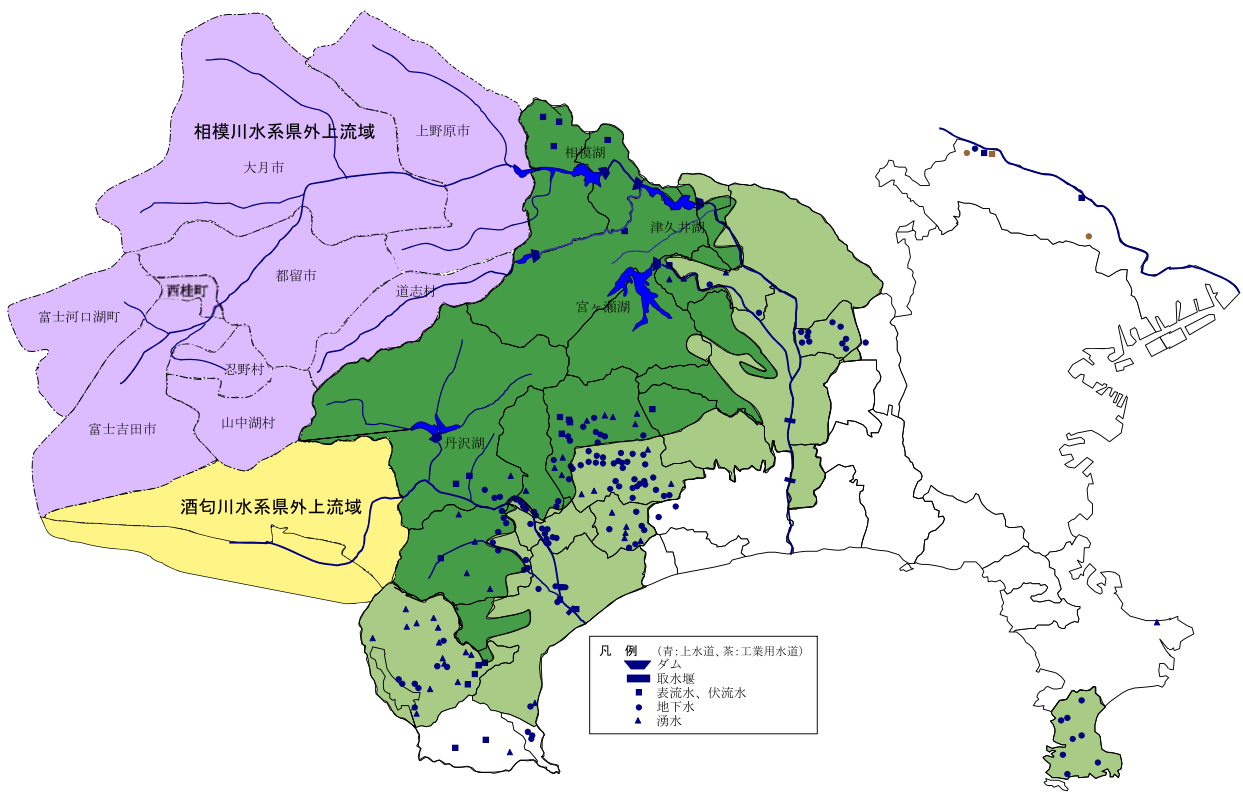 上野原市
相模川水系県外上流域
大月市
相模湖
津久井湖
都留市
道志村
西桂町
宮ヶ瀬湖
富士河口湖町
忍野村
山中湖村
富士吉田市
丹沢湖
酒匂川水系県外上流域
凡 例 (青:上水道、茶:工業用水道)
ダム
取水堰
表流水、伏流水
地下水
湧水